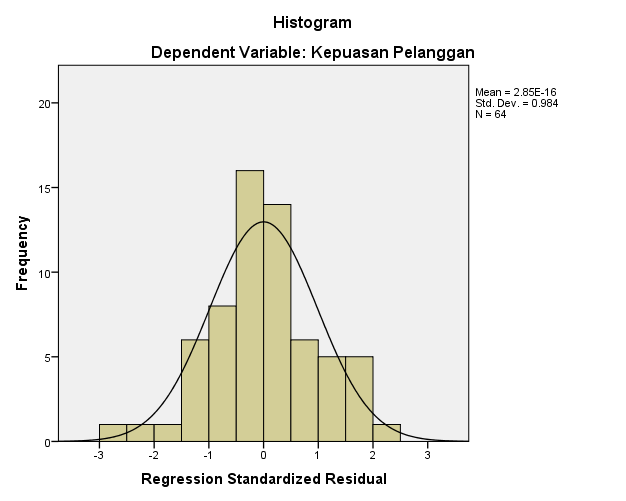 Histogram
Dependent Variable: Kepuasan Pelanggan
Mean = 2.85E-16
Std. Dev. = 0.984
N = 64
Frequency
20
15
10
5
0
-3 -2 -1 0 1 2 3
Regression Standardized Residual